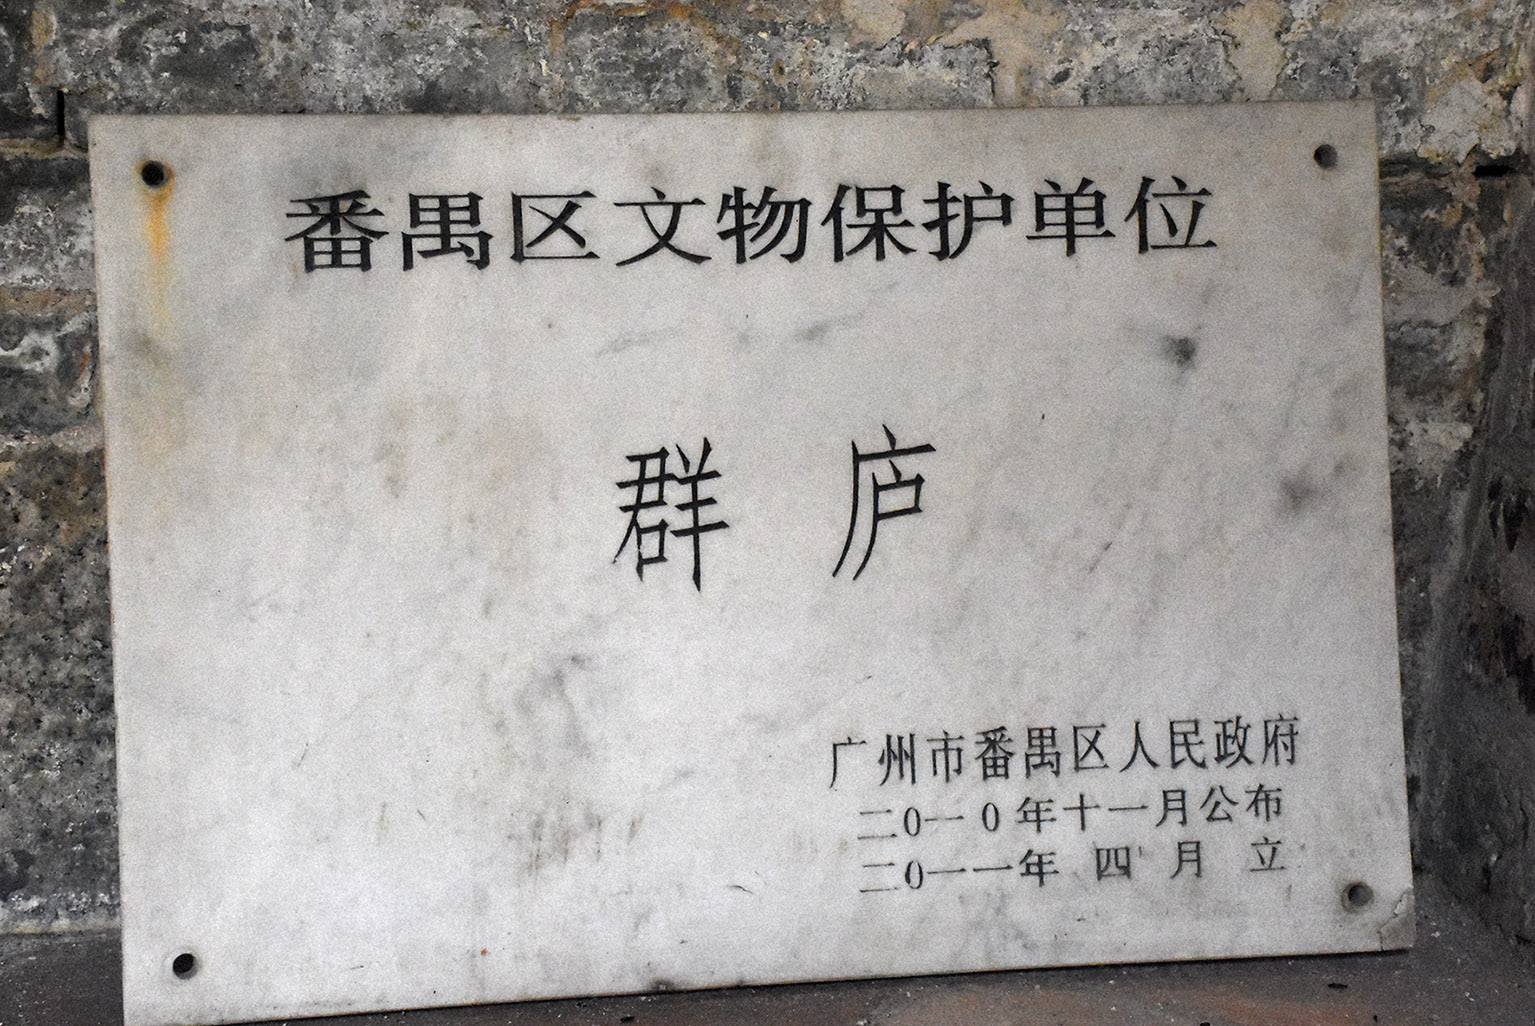 番禺区文物保护单位
群庐
广州市番禺区人民政府
二0一0年十一月公布
二0一一年四月立